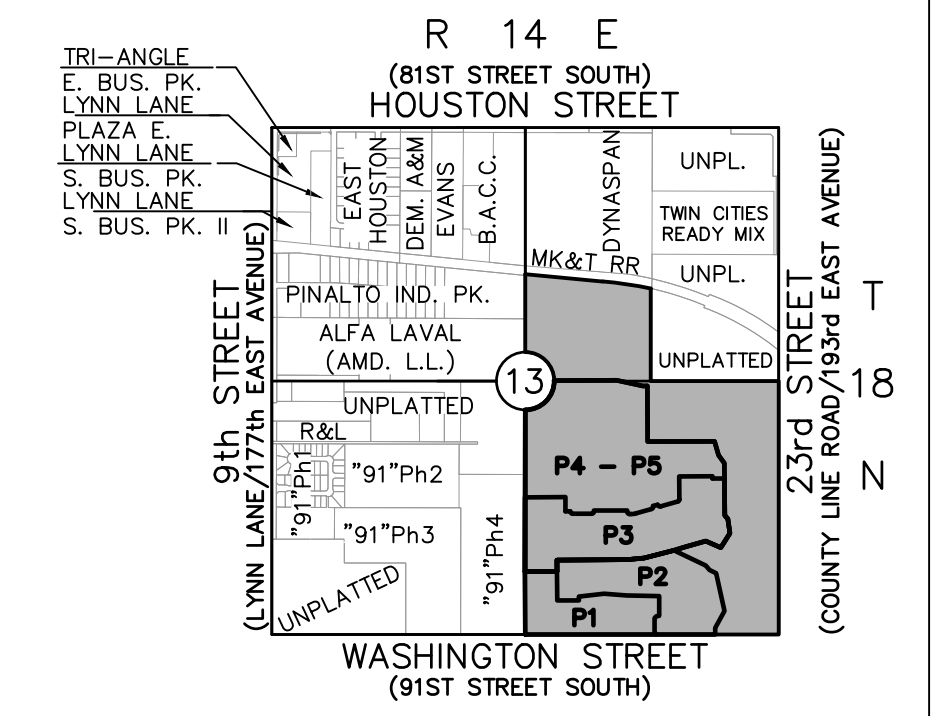 R 14 E
(81ST STREET SOUTH)
HOUSTON STREET
TRI-ANGLE
E. BUS. PK.
LYNN LANE
PLAZA E.
LYNN LANE
S. BUS. PK.
LYNN LANE
S. BUS. PK. II
EAST
HOUSTON
DEM. A&M
EVANS
B.A.C.C.
DYNASPAN
UNPL.
TWIN CITIES
READY MIX
UNPL.
MK&T RR
PINALTO IND. PK.
ALFA LAVAL
(AMD. L.L.)
UNPLATTED
13
9th STREET
(LYNN LANE/177th EAST AVENUE)
23rd STREET
(COUNTY LINE ROAD/193rd EAST AVENUE)
T
18
N
UNPLATTED
R&L
"91"Ph1
"91"Ph2
"91"Ph3
"91"Ph4
UNPLATTED
P4 - P5
P3
P2
P1
WASHINGTON STREET
(91ST STREET SOUTH)